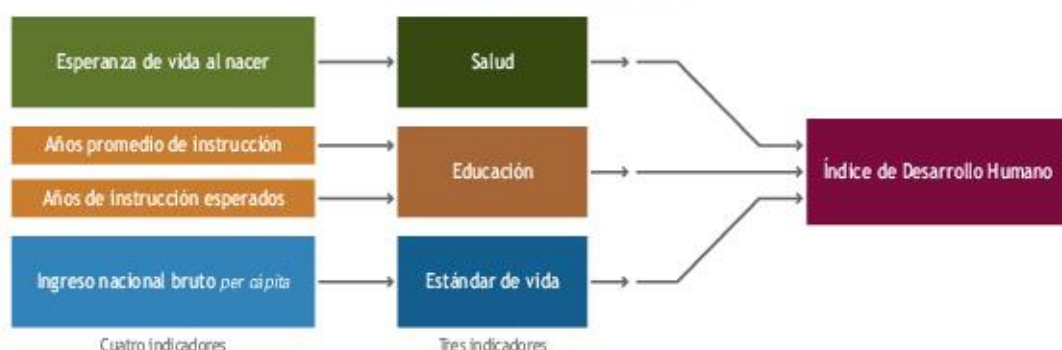 Esperanza de vida al nacer
Salud
Años promedio de instrucción
Educación
Años de instrucción esperados
Índice de Desarrollo Humano
Ingreso nacional bruto per cápita
Estándar de vida
Cuatro indicadores
Tres indicadores